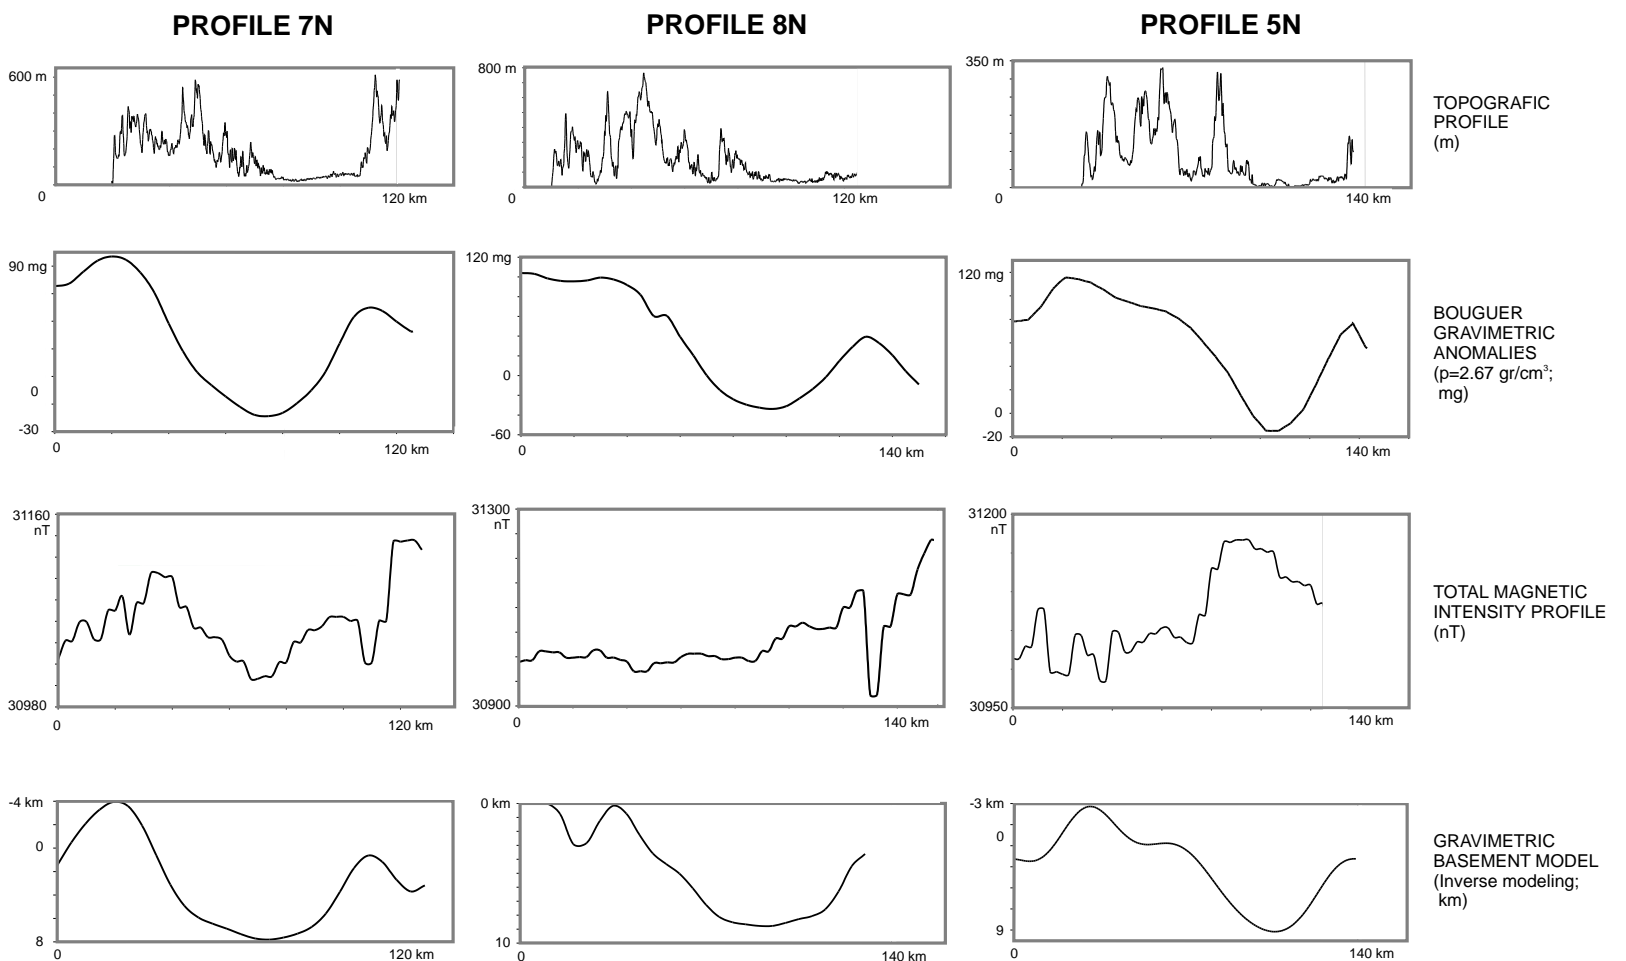 PROFILE 7N
PROFILE 8N
PROFILE 5N
600 m
0
120 km
800 m
0
120 km
350 m
0
140 km
TOPOGRAFIC
PROFILE
(m)
90 mg
0
-30
0
120 km
120 mg
0
-60
0
140 km
120 mg
0
-20
0
140 km
BOUGUER
GRAVIMETRIC
ANOMALIES
(p=2.67 gr/cm³;
mg)
31160
nT
30980
0
120 km
31300
nT
30900
0
140 km
31200
nT
30950
0
140 km
TOTAL MAGNETIC
INTENSITY PROFILE
(nT)
-4 km
0
8
0
120 km
0 km
10
0
140 km
-3 km
0
9
0
140 km
GRAVIMETRIC
BASEMENT MODEL
(Inverse modeling;
km)